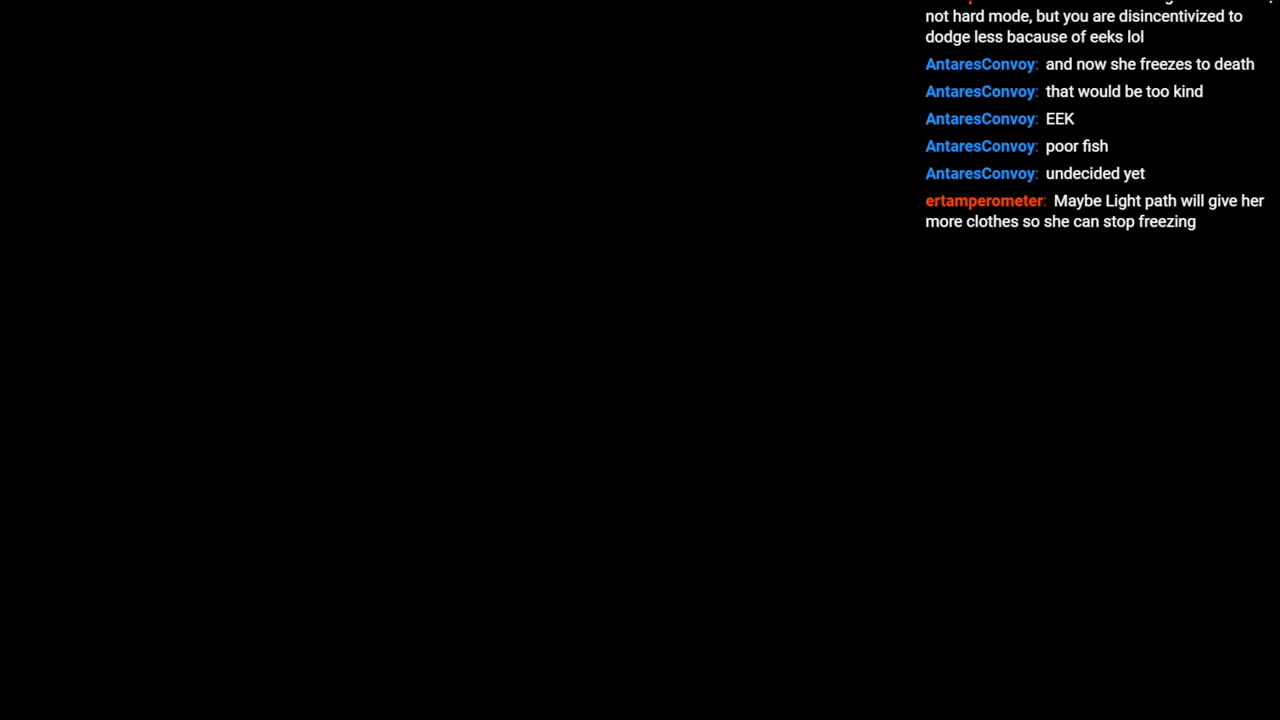 not hard mode, but you are disincentivized to
dodge less bacause of eeks lol
AntaresConvoy: and now she freezes to death
AntaresConvoy: that would be too kind
AntaresConvoy: EEK
AntaresConvoy: poor fish
AntaresConvoy: undecided yet
ertamperometer: Maybe Light path will give her
more clothes so she can stop freezing